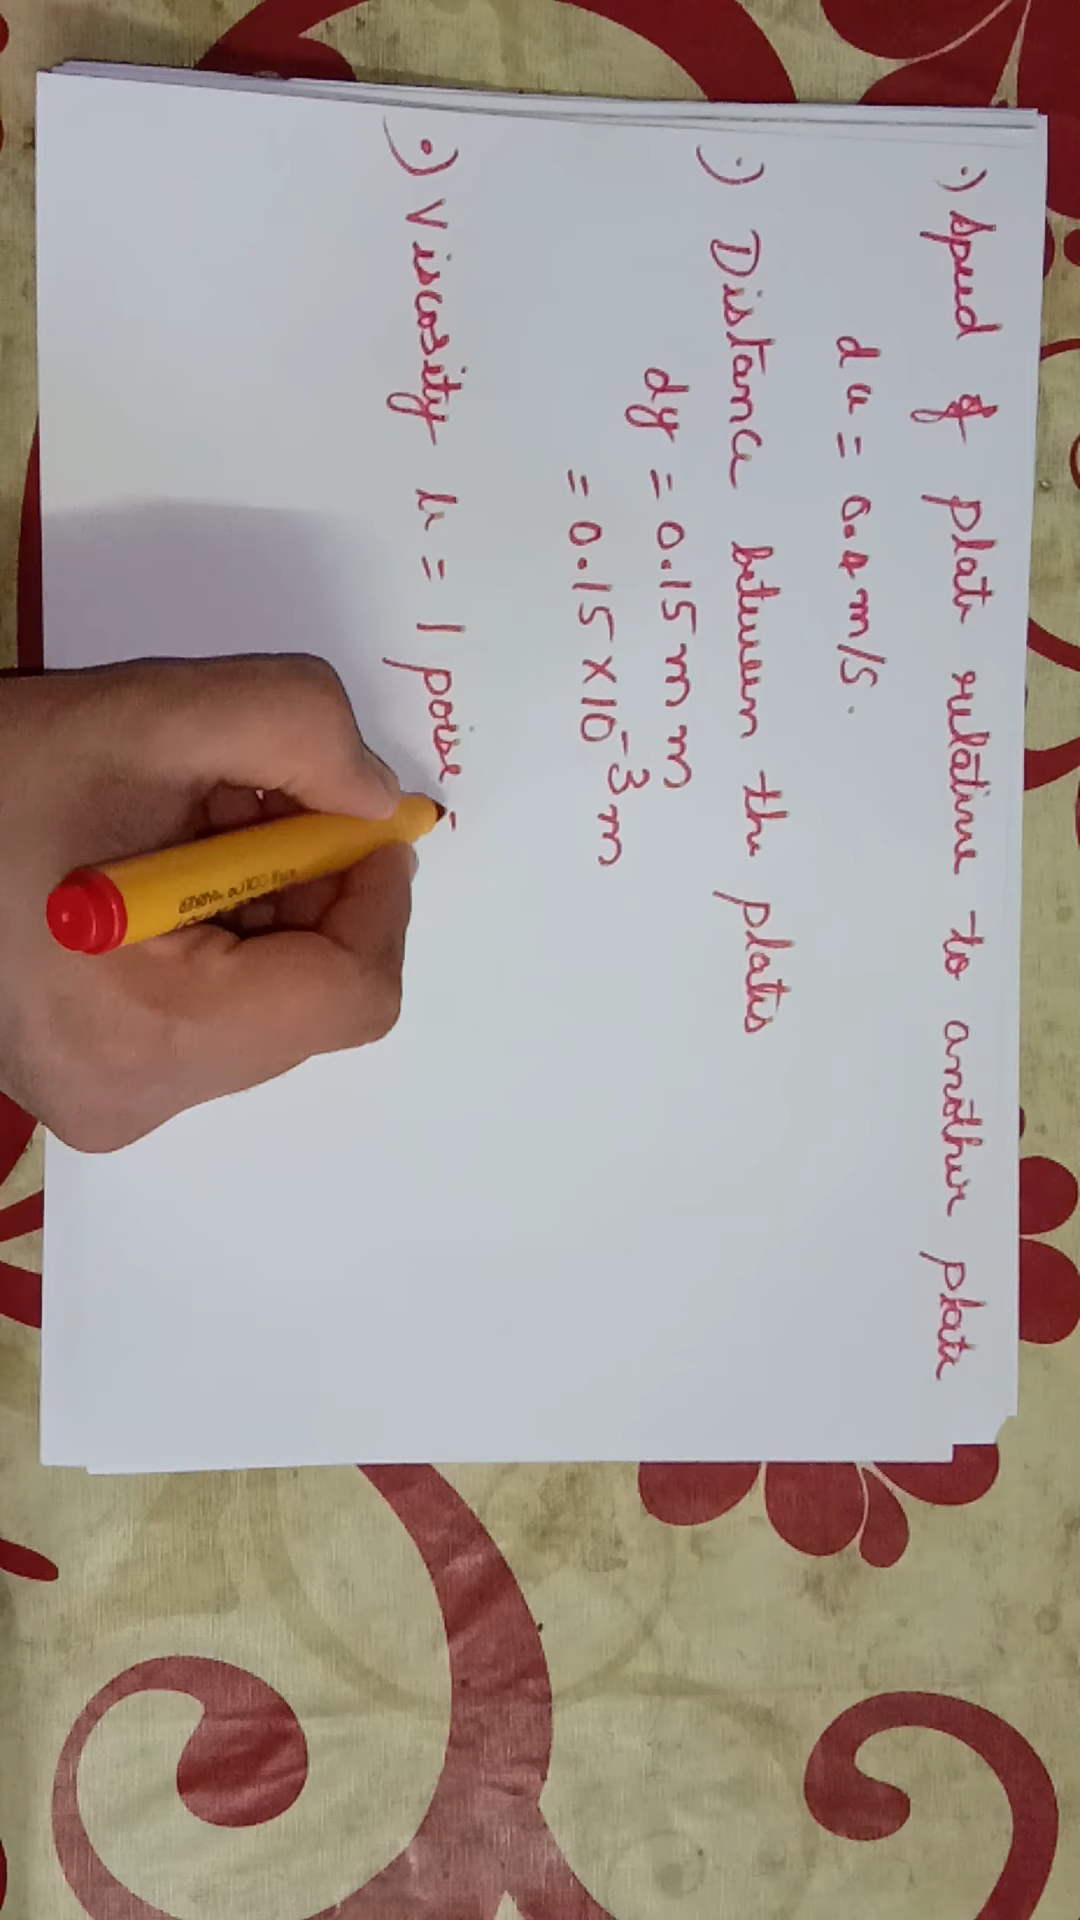 •) Speed of plate relative to another plate
du = 0.4 m/s.
•) Distance between the plates
dy = 0.15 mm
= 0.15 × 10⁻³ m
•) Viscosity μ = 1 poise =